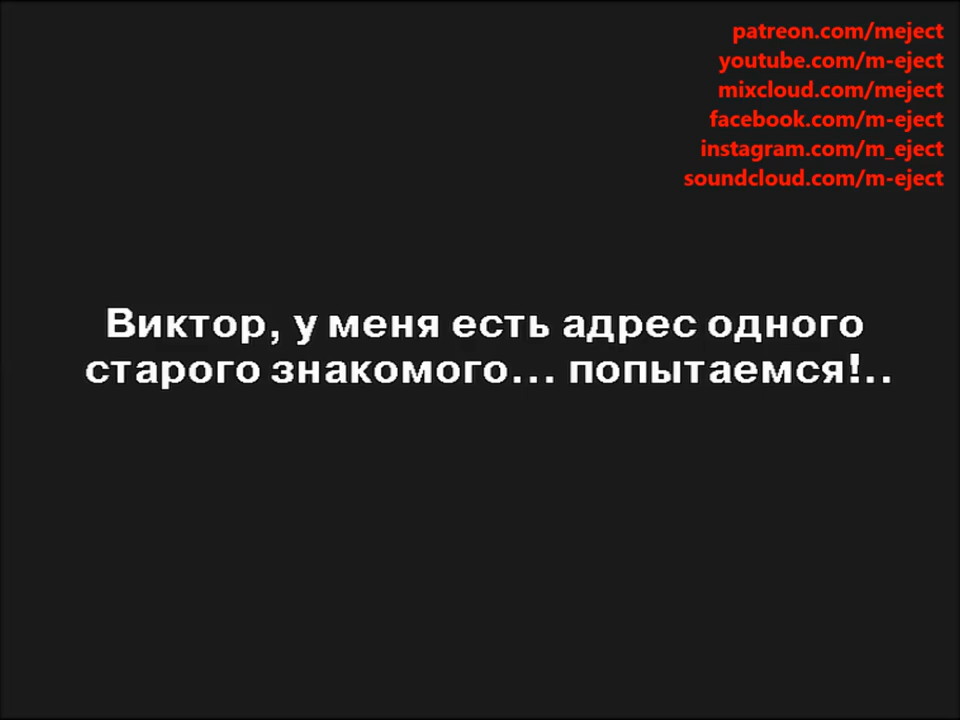 patreon.com/meject
youtube.com/m-eject
mixcloud.com/meject
facebook.com/m-eject
instagram.com/m_eject
soundcloud.com/m-eject
Виктор, у меня есть адрес одного
старого знакомого... попытаемся!..